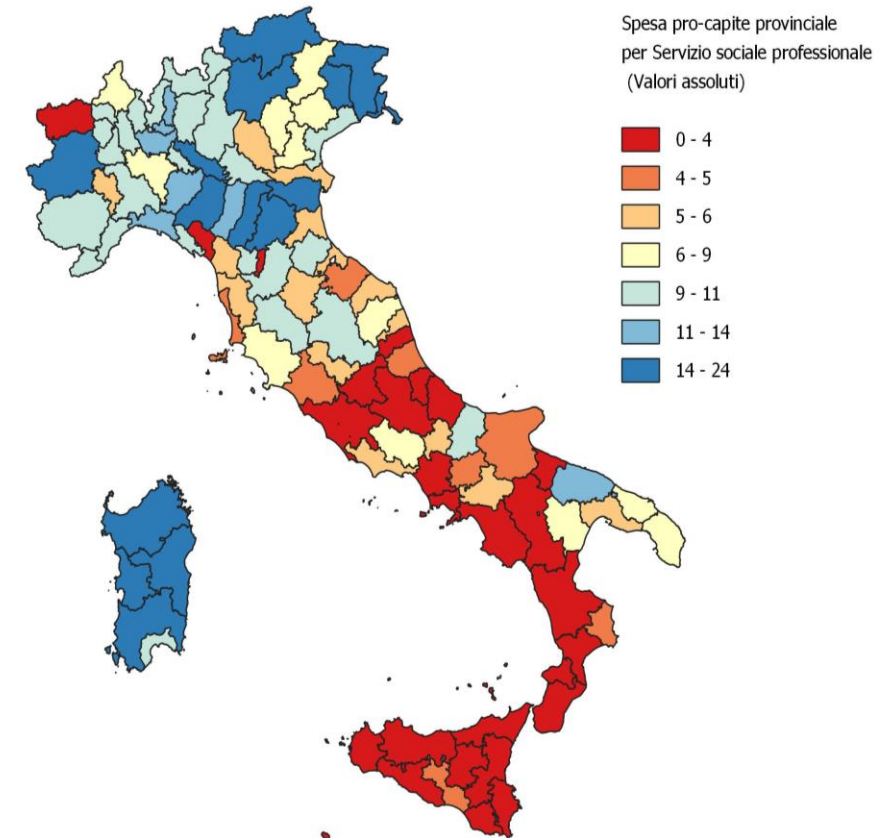 Spesa pro-capite provinciale
per Servizio sociale professionale
(Valori assoluti)
0 - 4
4 - 5
5 - 6
6 - 9
9 - 11
11 - 14
14 - 24